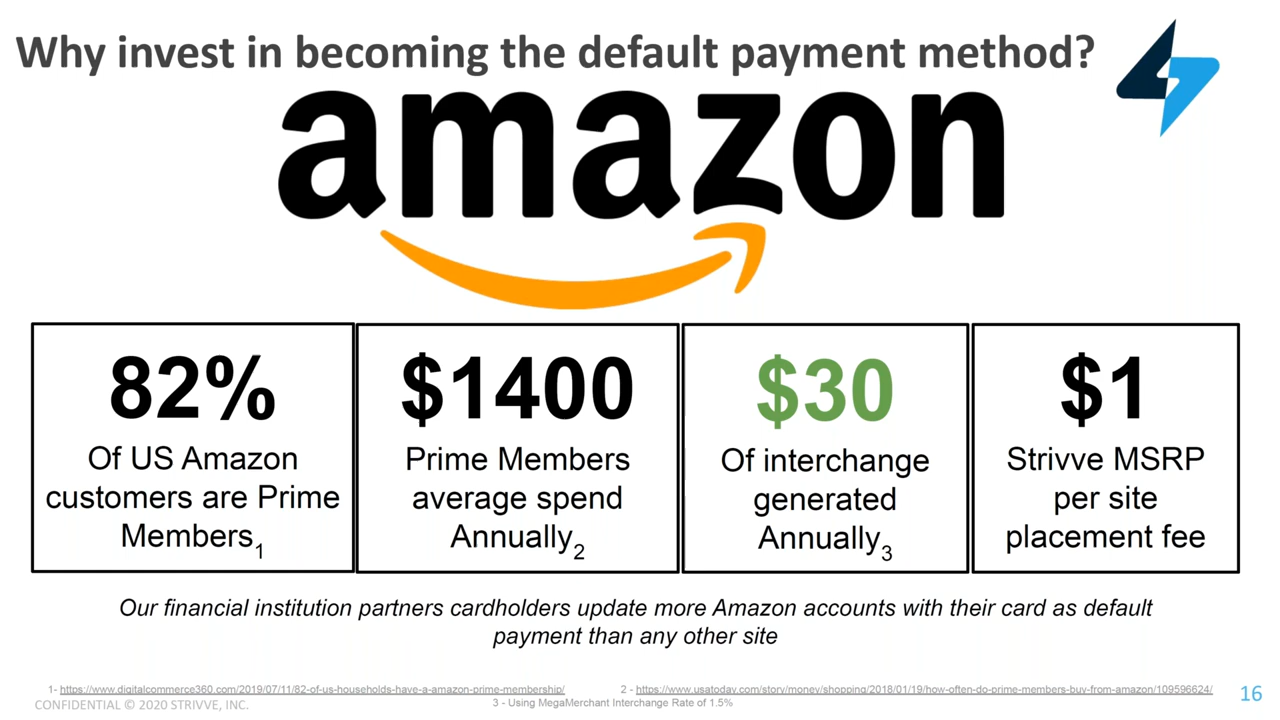 Why invest in becoming the default payment method?
amazon
82%
Of US Amazon
customers are Prime
Members1
$1400
Prime Members
average spend
Annually2
$30
Of interchange
generated
Annually3
$1
Strivve MSRP
per site
placement fee
Our financial institution partners cardholders update more Amazon accounts with their card as default
payment than any other site
1- https://www.digitalcommerce360.com/2019/07/11/82-of-us-households-have-a-amazon-prime-membership/
2 - https://www.usatoday.com/story/money/shopping/2018/01/19/how-often-do-prime-members-buy-from-amazon/109596624/
3 - Using MegaMerchant Interchange Rate of 1.5%
CONFIDENTIAL © 2020 STRIVVE, INC.
16